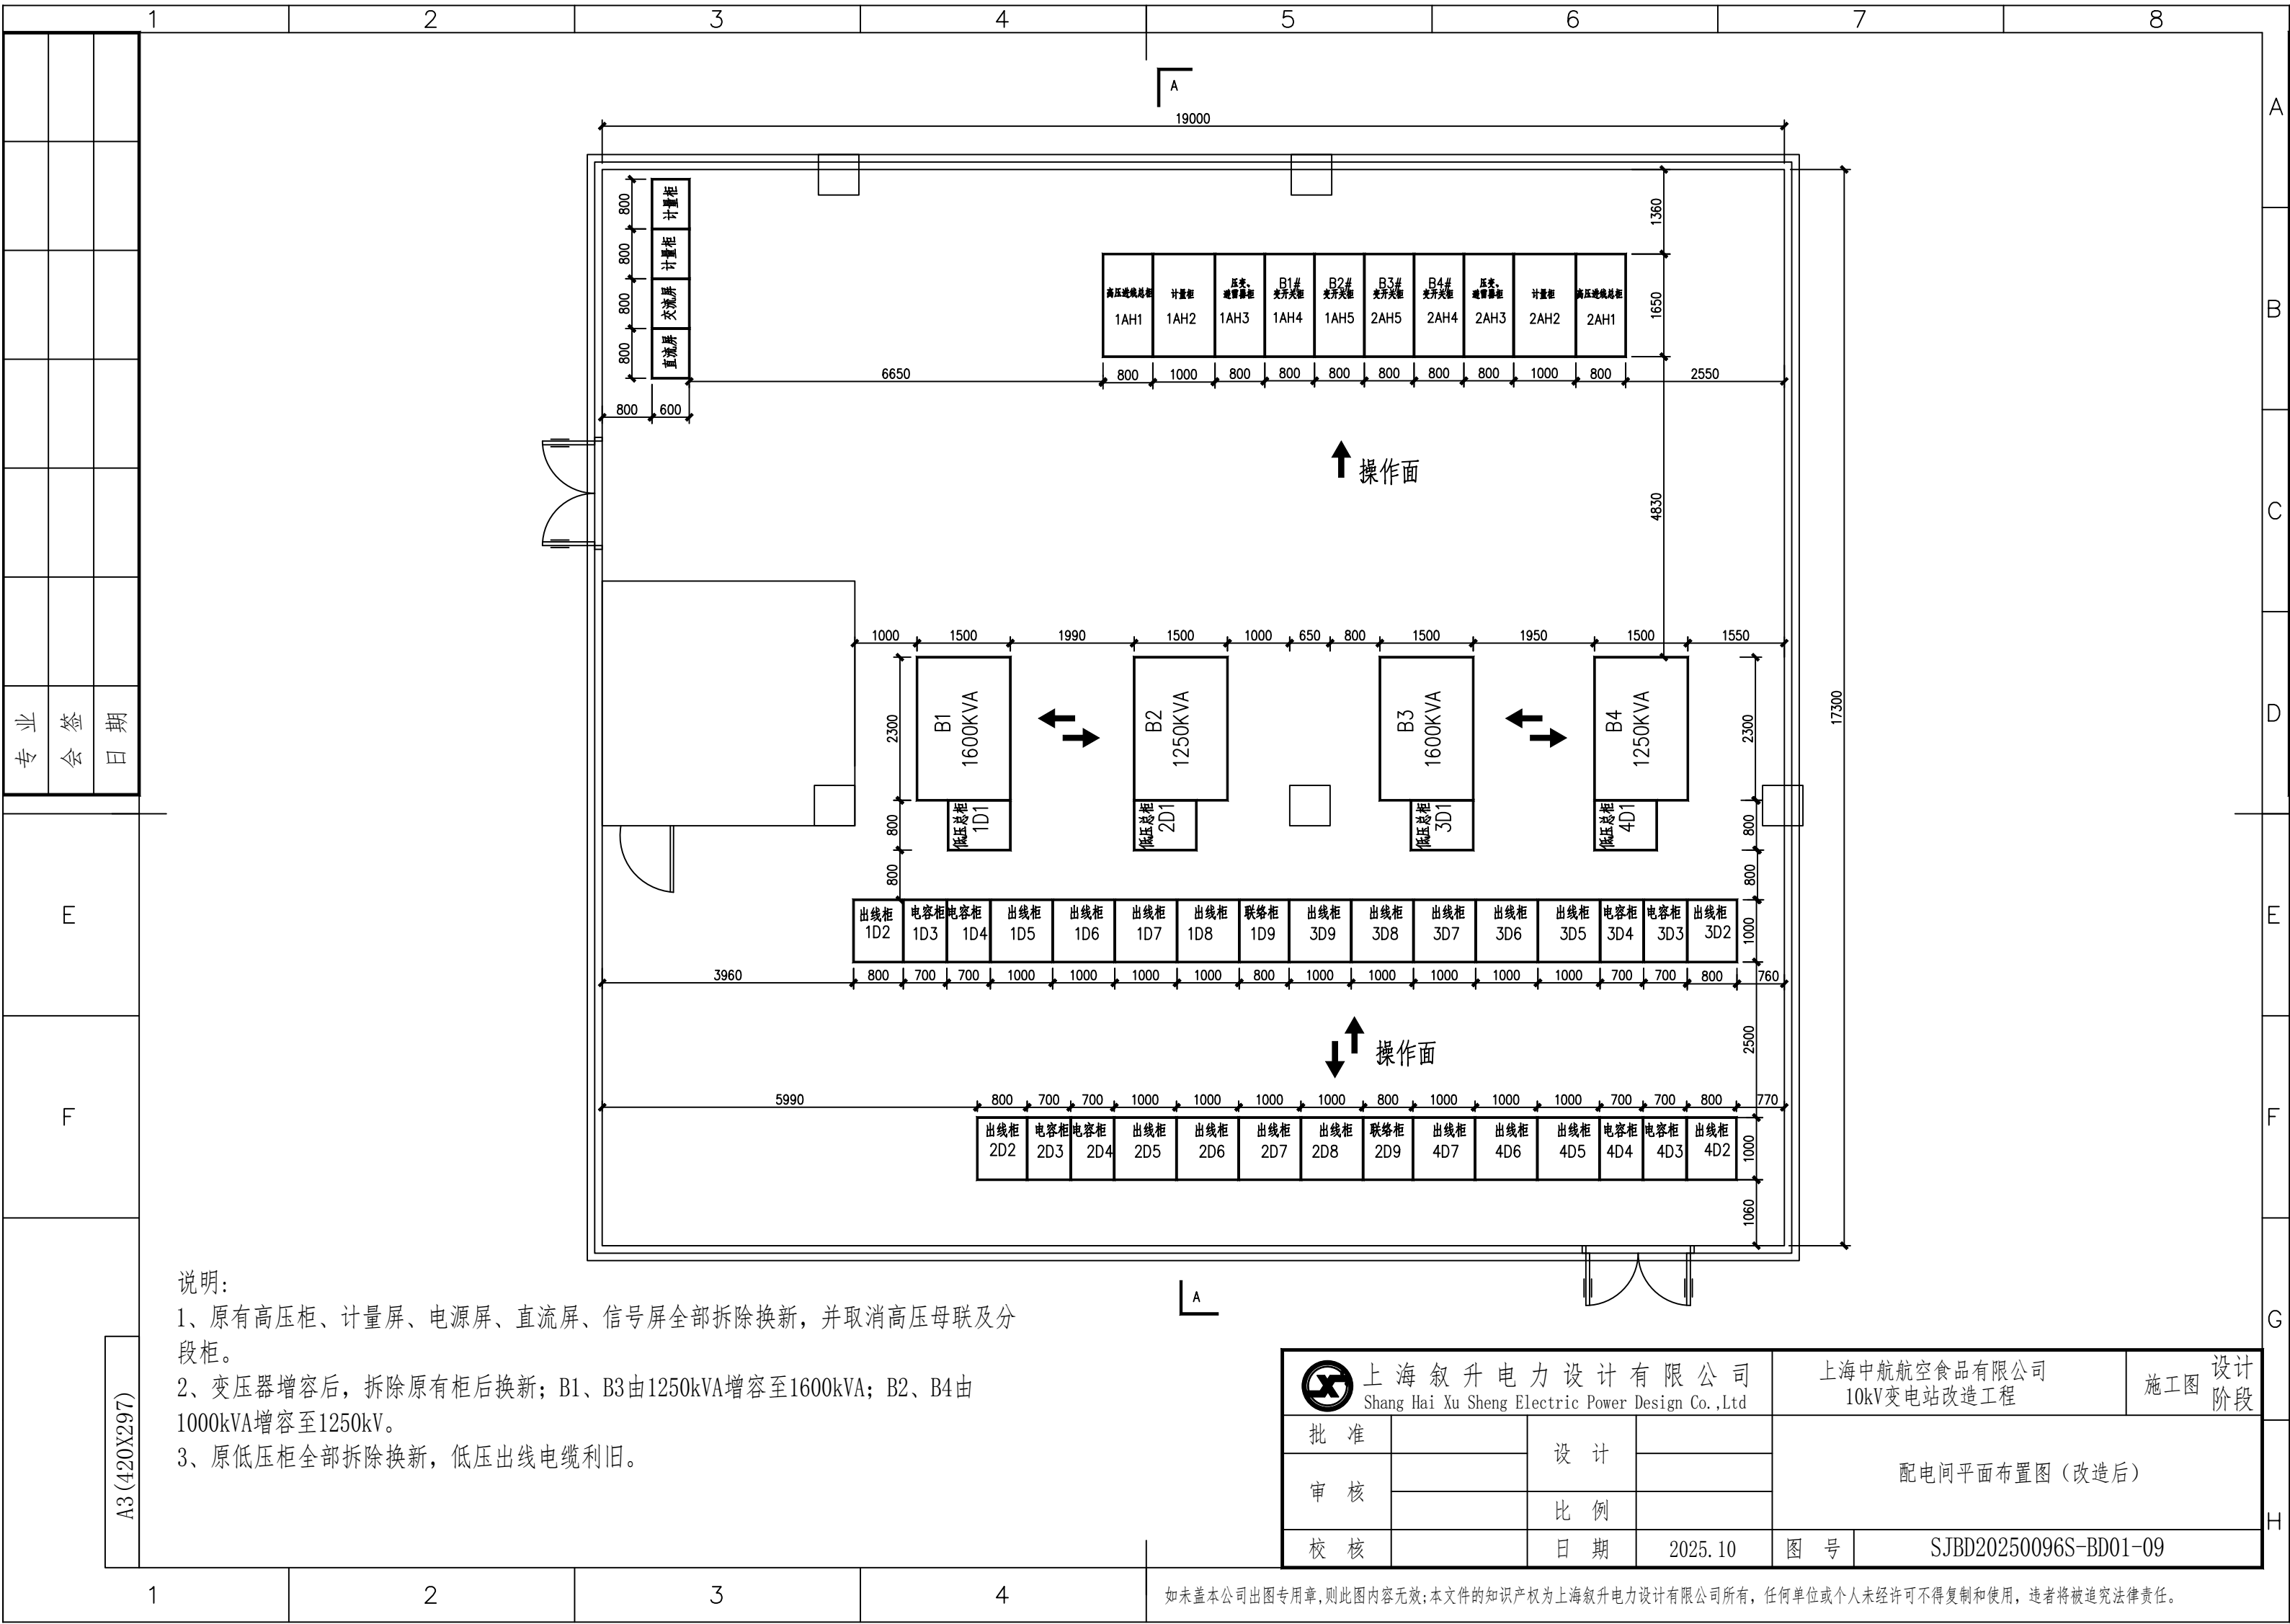 1 2 3 4 5 6 7 8
A
19000
A
计量柜
计量柜
交流屏
直流屏
800
800
800
800
1360
1650
B
高压进线总柜 计量柜 压变、避雷器柜 B1#变开关柜 B2#变开关柜 B3#变开关柜 B4#变开关柜 压变、避雷器柜 计量柜 高压进线总柜
1AH1 1AH2 1AH3 1AH4 1AH5 2AH5 2AH4 2AH3 2AH2 2AH1
6650 800 1000 800 800 800 800 800 800 1000 800 2550
800 600
操作面
4830
C
1000 1500 1990 1500 1000 650 800 1500 1950 1500 1550
2300
B1
1600KVA
B2
1250KVA
B3
1600KVA
B4
1250KVA
2300
17300
D
专业
会签
日期
800
低压总柜
1D1
低压总柜
2D1
低压总柜
3D1
低压总柜
4D1
800
800
800
E
出线柜 电容柜 电容柜 出线柜 出线柜 出线柜 出线柜 联络柜 出线柜 出线柜 出线柜 出线柜 出线柜 电容柜 电容柜 出线柜
1D2 1D3 1D4 1D5 1D6 1D7 1D8 1D9 3D9 3D8 3D7 3D6 3D5 3D4 3D3 3D2
1000
E
3960 800 700 700 1000 1000 1000 1000 800 1000 1000 1000 1000 1000 700 700 800 760
操作面
2500
5990 800 700 700 1000 1000 1000 1000 800 1000 1000 1000 700 700 800 770
F
出线柜 电容柜 电容柜 出线柜 出线柜 出线柜 出线柜 联络柜 出线柜 出线柜 出线柜 电容柜 电容柜 出线柜
2D2 2D3 2D4 2D5 2D6 2D7 2D8 2D9 4D7 4D6 4D5 4D4 4D3 4D2
1000
F
1060
A
G
说明:
1、原有高压柜、计量屏、电源屏、直流屏、信号屏全部拆除换新，并取消高压母联及分
段柜。
2、变压器增容后，拆除原有柜后换新；B1、B3由1250kVA增容至1600kVA；B2、B4由
1000kVA增容至1250kV。
3、原低压柜全部拆除换新，低压出线电缆利旧。
A3(420X297)
上海叙升电力设计有限公司
Shang Hai Xu Sheng Electric Power Design Co.,Ltd
上海中航航空食品有限公司
10kV变电站改造工程
施工图
设计
阶段
批 准
设 计
审 核
比 例
配电间平面布置图（改造后）
校 核
日 期
2025.10
图 号
SJBD20250096S-BD01-09
H
1 2 3 4
如未盖本公司出图专用章,则此图内容无效;本文件的知识产权为上海叙升电力设计有限公司所有，任何单位或个人未经许可不得复制和使用，违者将被追究法律责任。